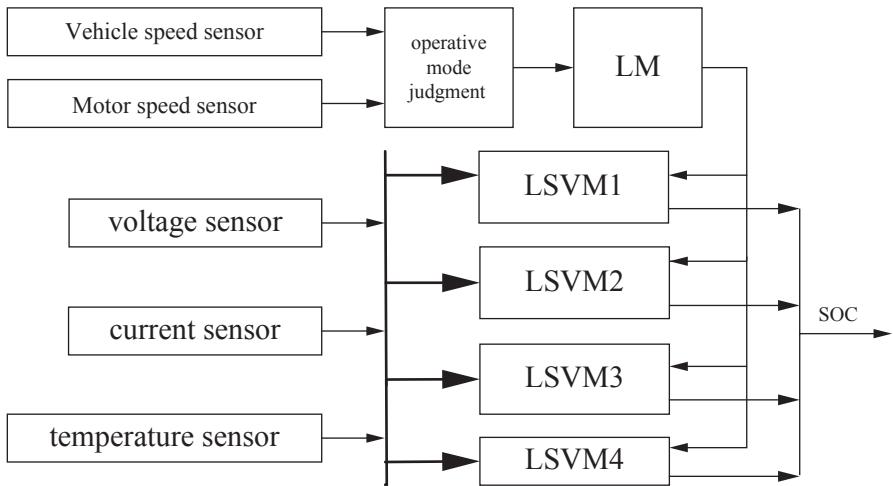 Vehicle speed sensor
operative
mode
judgment
LM
Motor speed sensor
LSVM1
voltage sensor
LSVM2
current sensor
SOC
LSVM3
temperature sensor
LSVM4